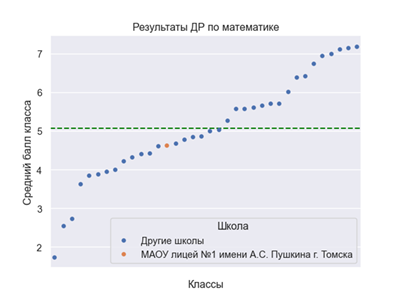 Результаты ДР по математике
Средний балл класса
7
6
5
4
3
2
Школа
Другие школы
МАОУ лицей №1 имени А.С. Пушкина г. Томска
Классы